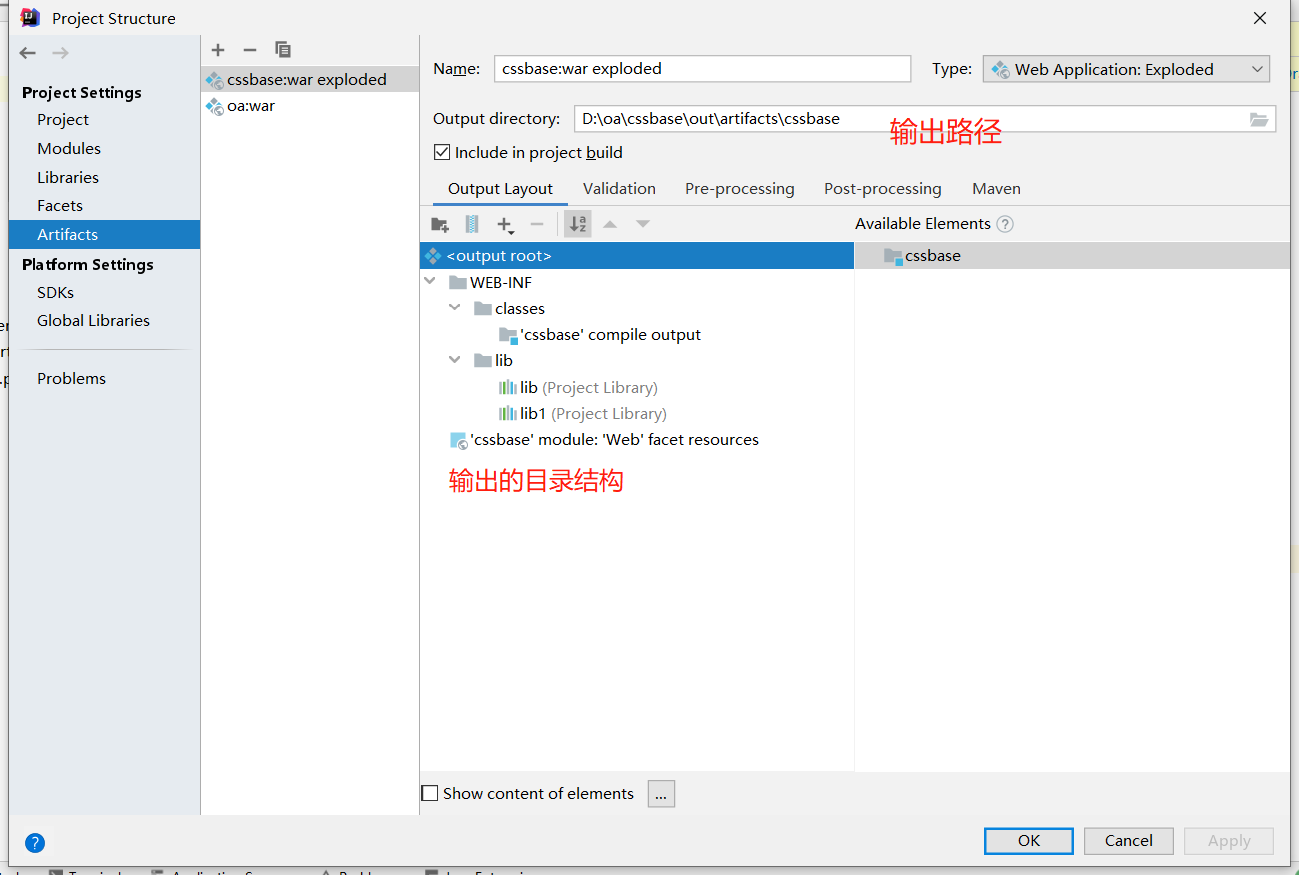 Project Structure
Project Settings
Project
Modules
Libraries
Facets
Artifacts
Platform Settings
SDKs
Global Libraries
Problems
cssbase:war exploded
oa:war
Name: cssbase:war exploded Type: Web Application: Exploded
Output directory: D:\oa\cssbase\out\artifacts\cssbase
输出路径
Include in project build
Output Layout Validation Pre-processing Post-processing Maven
Available Elements ?
<output root>
WEB-INF
classes
'cssbase' compile output
lib
lib (Project Library)
lib1 (Project Library)
'cssbase' module: 'Web' facet resources
输出的目录结构
cssbase
Show content of elements ...
? OK Cancel Apply